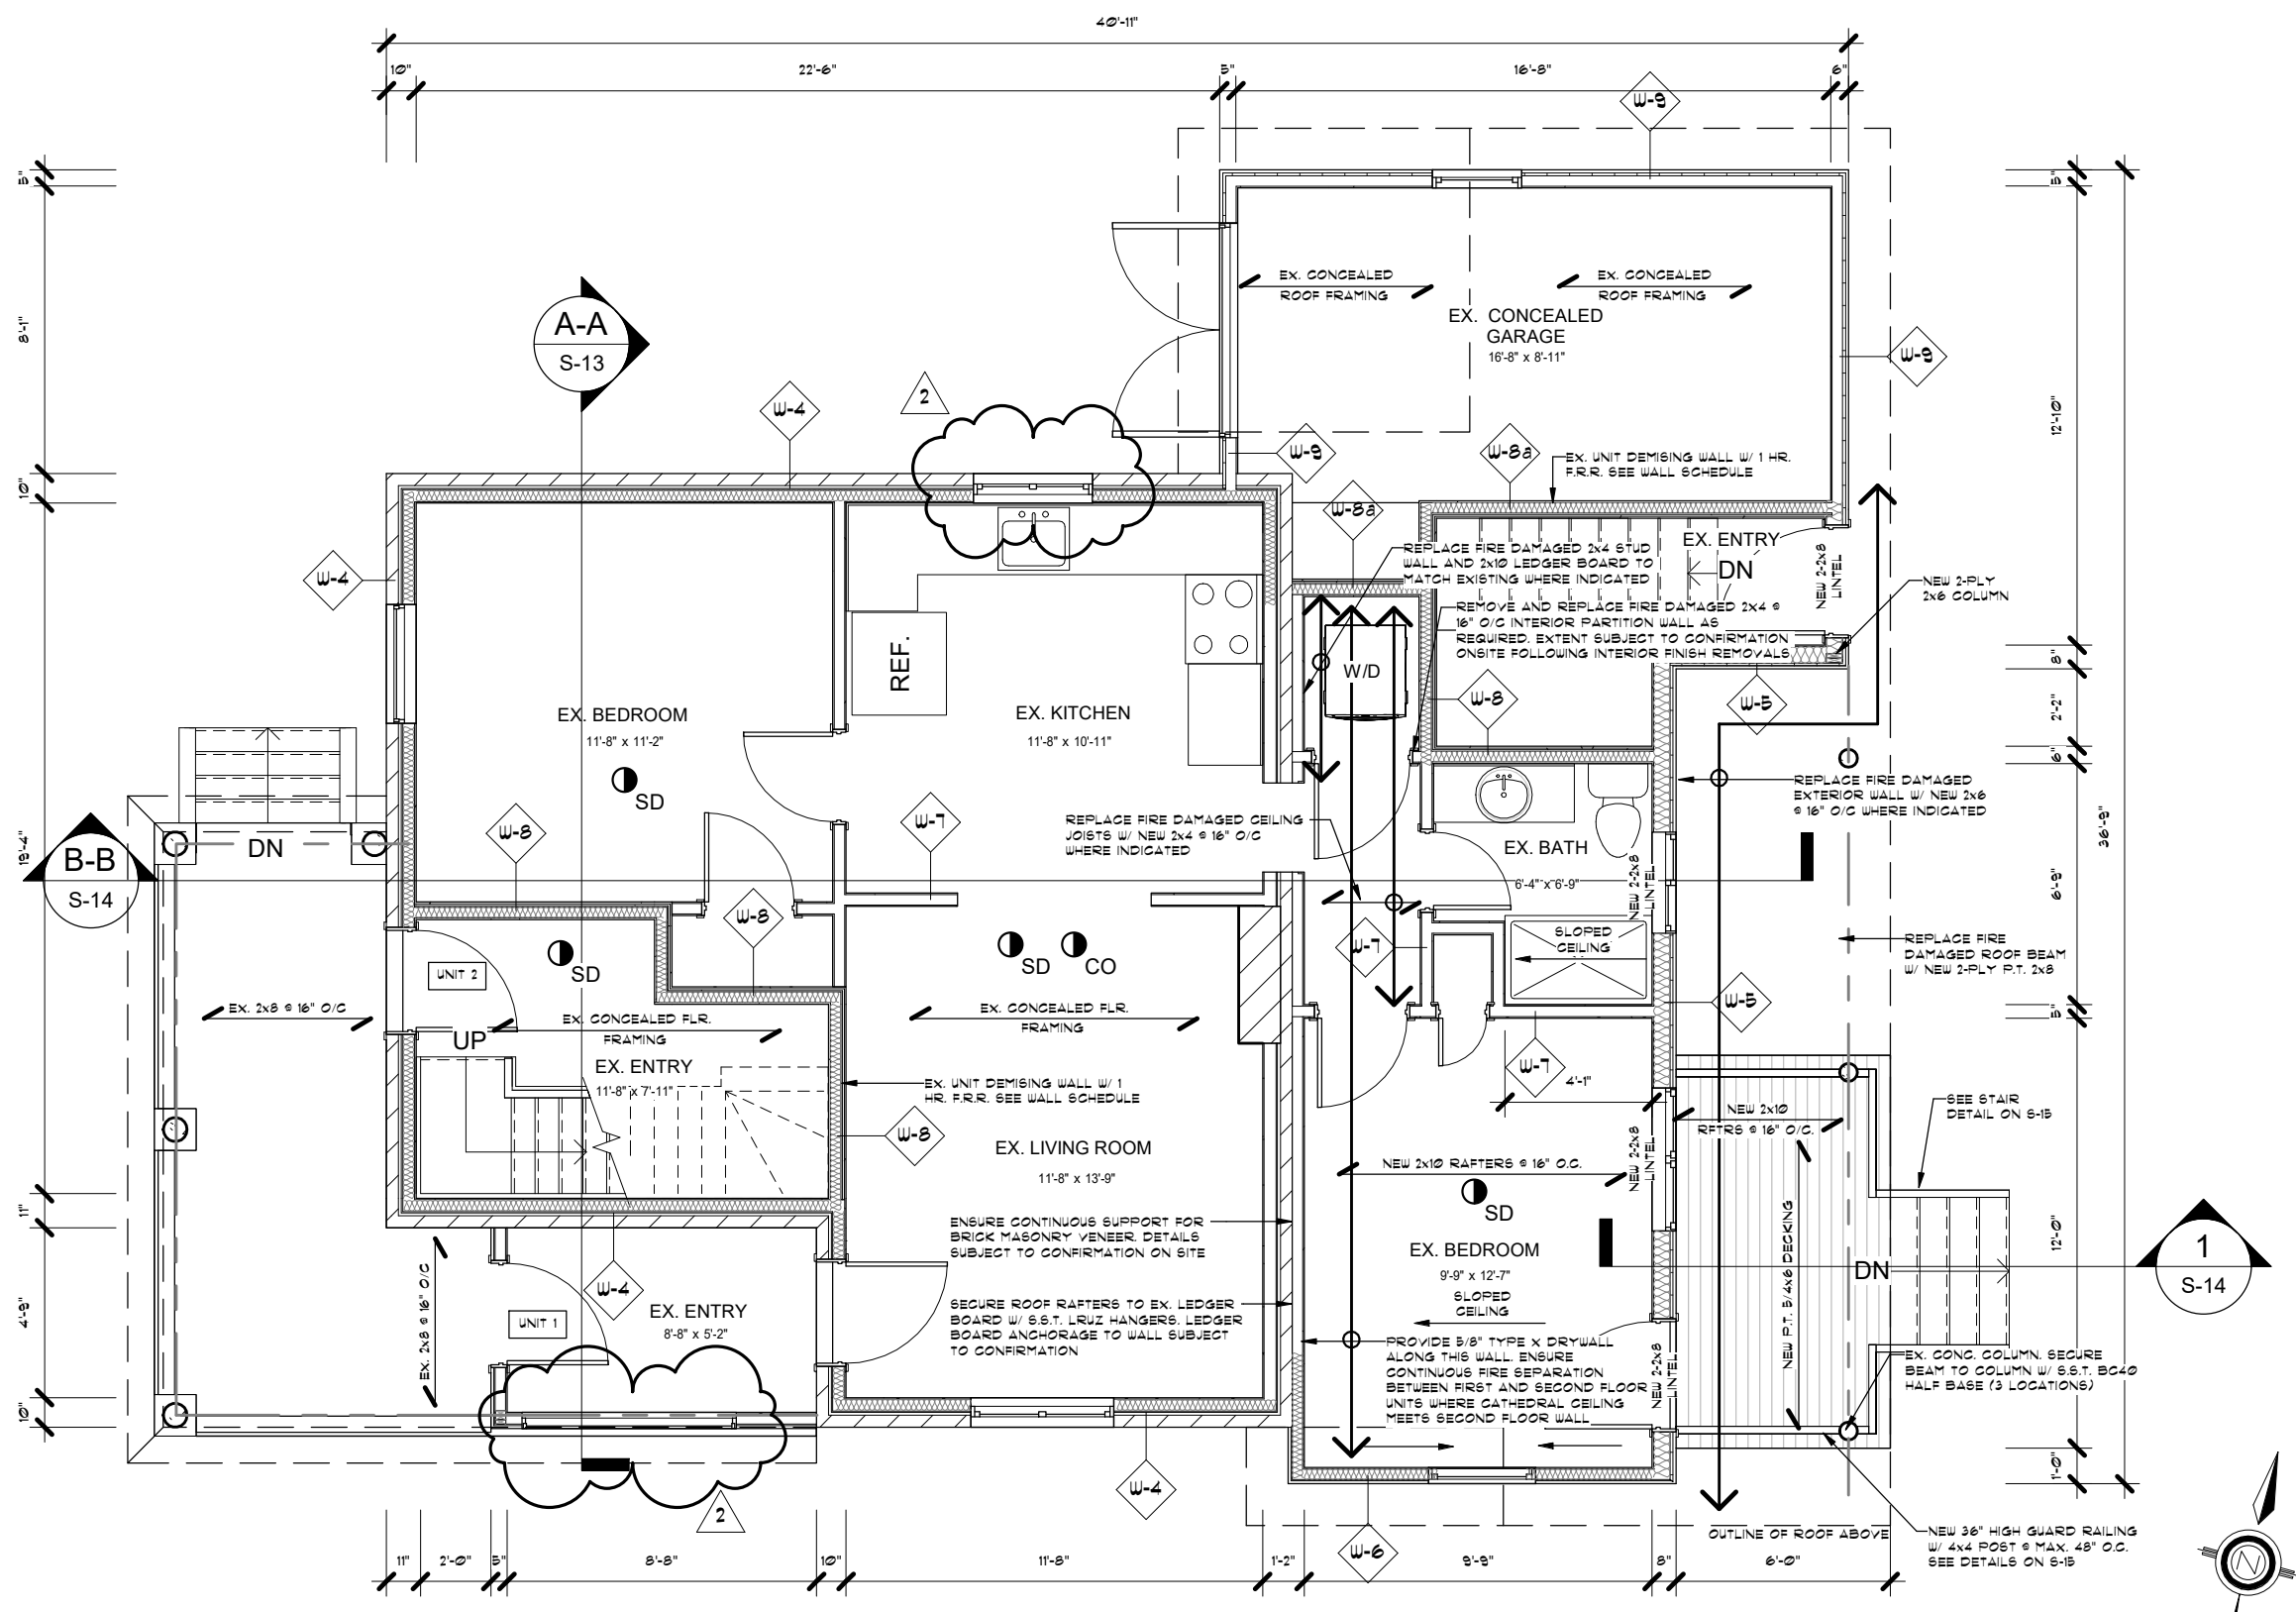 40'-11"
10"
22'-6"
5"
16'-8"
6"
W-9
5"
8'-1"
10"
19'-4"
11"
4'-9"
10"
5"
12'-10"
8"
2'-2"
6"
6'-9"
5"
12'-0"
1'-0"
36'-9"
A-A
S-13
EX. CONCEALED
ROOF FRAMING
EX. CONCEALED
ROOF FRAMING
EX. CONCEALED
GARAGE
16'-8" x 8'-11"
W-9
2
W-4
W-9
W-8a
EX. UNIT DEMISING WALL W/ 1 HR.
F.R.R. SEE WALL SCHEDULE
W-8a
W-4
REPLACE FIRE DAMAGED 2x4 STUD
WALL AND 2x10 LEDGER BOARD TO
MATCH EXISTING WHERE INDICATED
EX. ENTRY
DN
NEW 2-2x8
LINTEL
NEW 2-PLY
2x6 COLUMN
REMOVE AND REPLACE FIRE DAMAGED 2x4 @
16" O/C INTERIOR PARTITION WALL AS
REQUIRED. EXTENT SUBJECT TO CONFIRMATION
ONSITE FOLLOWING INTERIOR FINISH REMOVALS
REF.
W/D
W-8
W-5
EX. BEDROOM
11'-8" x 11'-2"
SD
EX. KITCHEN
11'-8" x 10'-11"
REPLACE FIRE DAMAGED
EXTERIOR WALL W/ NEW 2x6
@ 16" O/C WHERE INDICATED
W-8
W-7
REPLACE FIRE DAMAGED CEILING
JOISTS W/ NEW 2x4 @ 16" O/C
WHERE INDICATED
EX. BATH
6'-4" x 6'-9"
NEW 2-2x8
LINTEL
B-B
S-14
DN
W-8
W-7
SLOPED
CEILING
REPLACE FIRE
DAMAGED ROOF BEAM
W/ NEW 2-PLY P.T. 2x8
UNIT 2
SD
SD
CO
W-5
EX. 2x8 @ 16" O/C
EX. CONCEALED FLR.
FRAMING
EX. CONCEALED FLR.
FRAMING
UP
EX. ENTRY
11'-8" x 7'-11"
EX. UNIT DEMISING WALL W/ 1
HR. F.R.R. SEE WALL SCHEDULE
W-8
W-7
4'-1"
NEW 2x10
RFTRS @ 16" O/C.
SEE STAIR
DETAIL ON S-15
EX. LIVING ROOM
11'-8" x 13'-9"
NEW 2x10 RAFTERS @ 16" O.C.
NEW 2-2x8
LINTEL
SD
ENSURE CONTINUOUS SUPPORT FOR
BRICK MASONRY VENEER. DETAILS
SUBJECT TO CONFIRMATION ON SITE
EX. BEDROOM
9'-9" x 12'-7"
SLOPED
CEILING
NEW P.T. 5/4x6 DECKING
DN
1
S-14
EX. 2x8 @ 16" O/C
W-4
UNIT 1
EX. ENTRY
8'-8" x 5'-2"
SECURE ROOF RAFTERS TO EX. LEDGER
BOARD W/ S.S.T. LRUZ HANGERS. LEDGER
BOARD ANCHORAGE TO WALL SUBJECT
TO CONFIRMATION
PROVIDE 5/8" TYPE X DRYWALL
ALONG THIS WALL. ENSURE
CONTINUOUS FIRE SEPARATION
BETWEEN FIRST AND SECOND FLOOR
UNITS WHERE CATHEDRAL CEILING
MEETS SECOND FLOOR WALL
NEW 2-2x8
LINTEL
EX. CONC. COLUMN. SECURE
BEAM TO COLUMN W/ S.S.T. BC40
HALF BASE (3 LOCATIONS)
2
W-4
W-6
OUTLINE OF ROOF ABOVE
NEW 36" HIGH GUARD RAILING
W/ 4x4 POST @ MAX. 48" O.C.
SEE DETAILS ON S-15
11"
2'-0"
5"
8'-8"
10"
11'-8"
1'-2"
9'-9"
8"
6'-0"
N